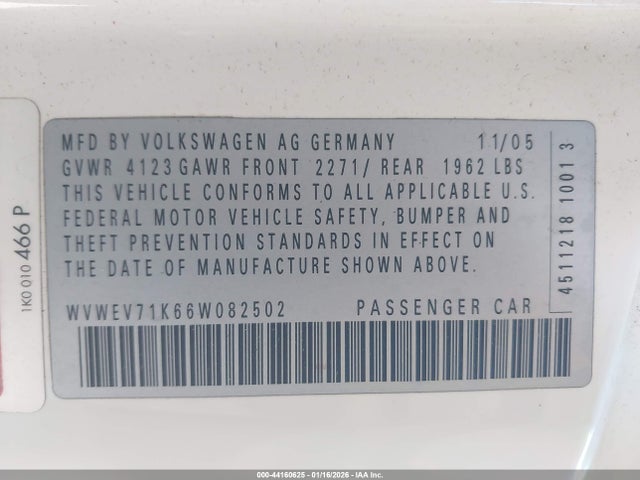 MFD BY VOLKSWAGEN AG GERMANY 11/05
GVWR 4123 GAWR FRONT 2271/ REAR 1962 LBS
THIS VEHICLE CONFORMS TO ALL APPLICABLE U.S.
FEDERAL MOTOR VEHICLE SAFETY, BUMPER AND
THEFT PREVENTION STANDARDS IN EFFECT ON
THE DATE OF MANUFACTURE SHOWN ABOVE.
WVWEV71K66W082502 PASSENGER CAR
4511218 1001 3
1K0 010 466 P
000-44160625 - 01/16/2026 - IAA Inc.